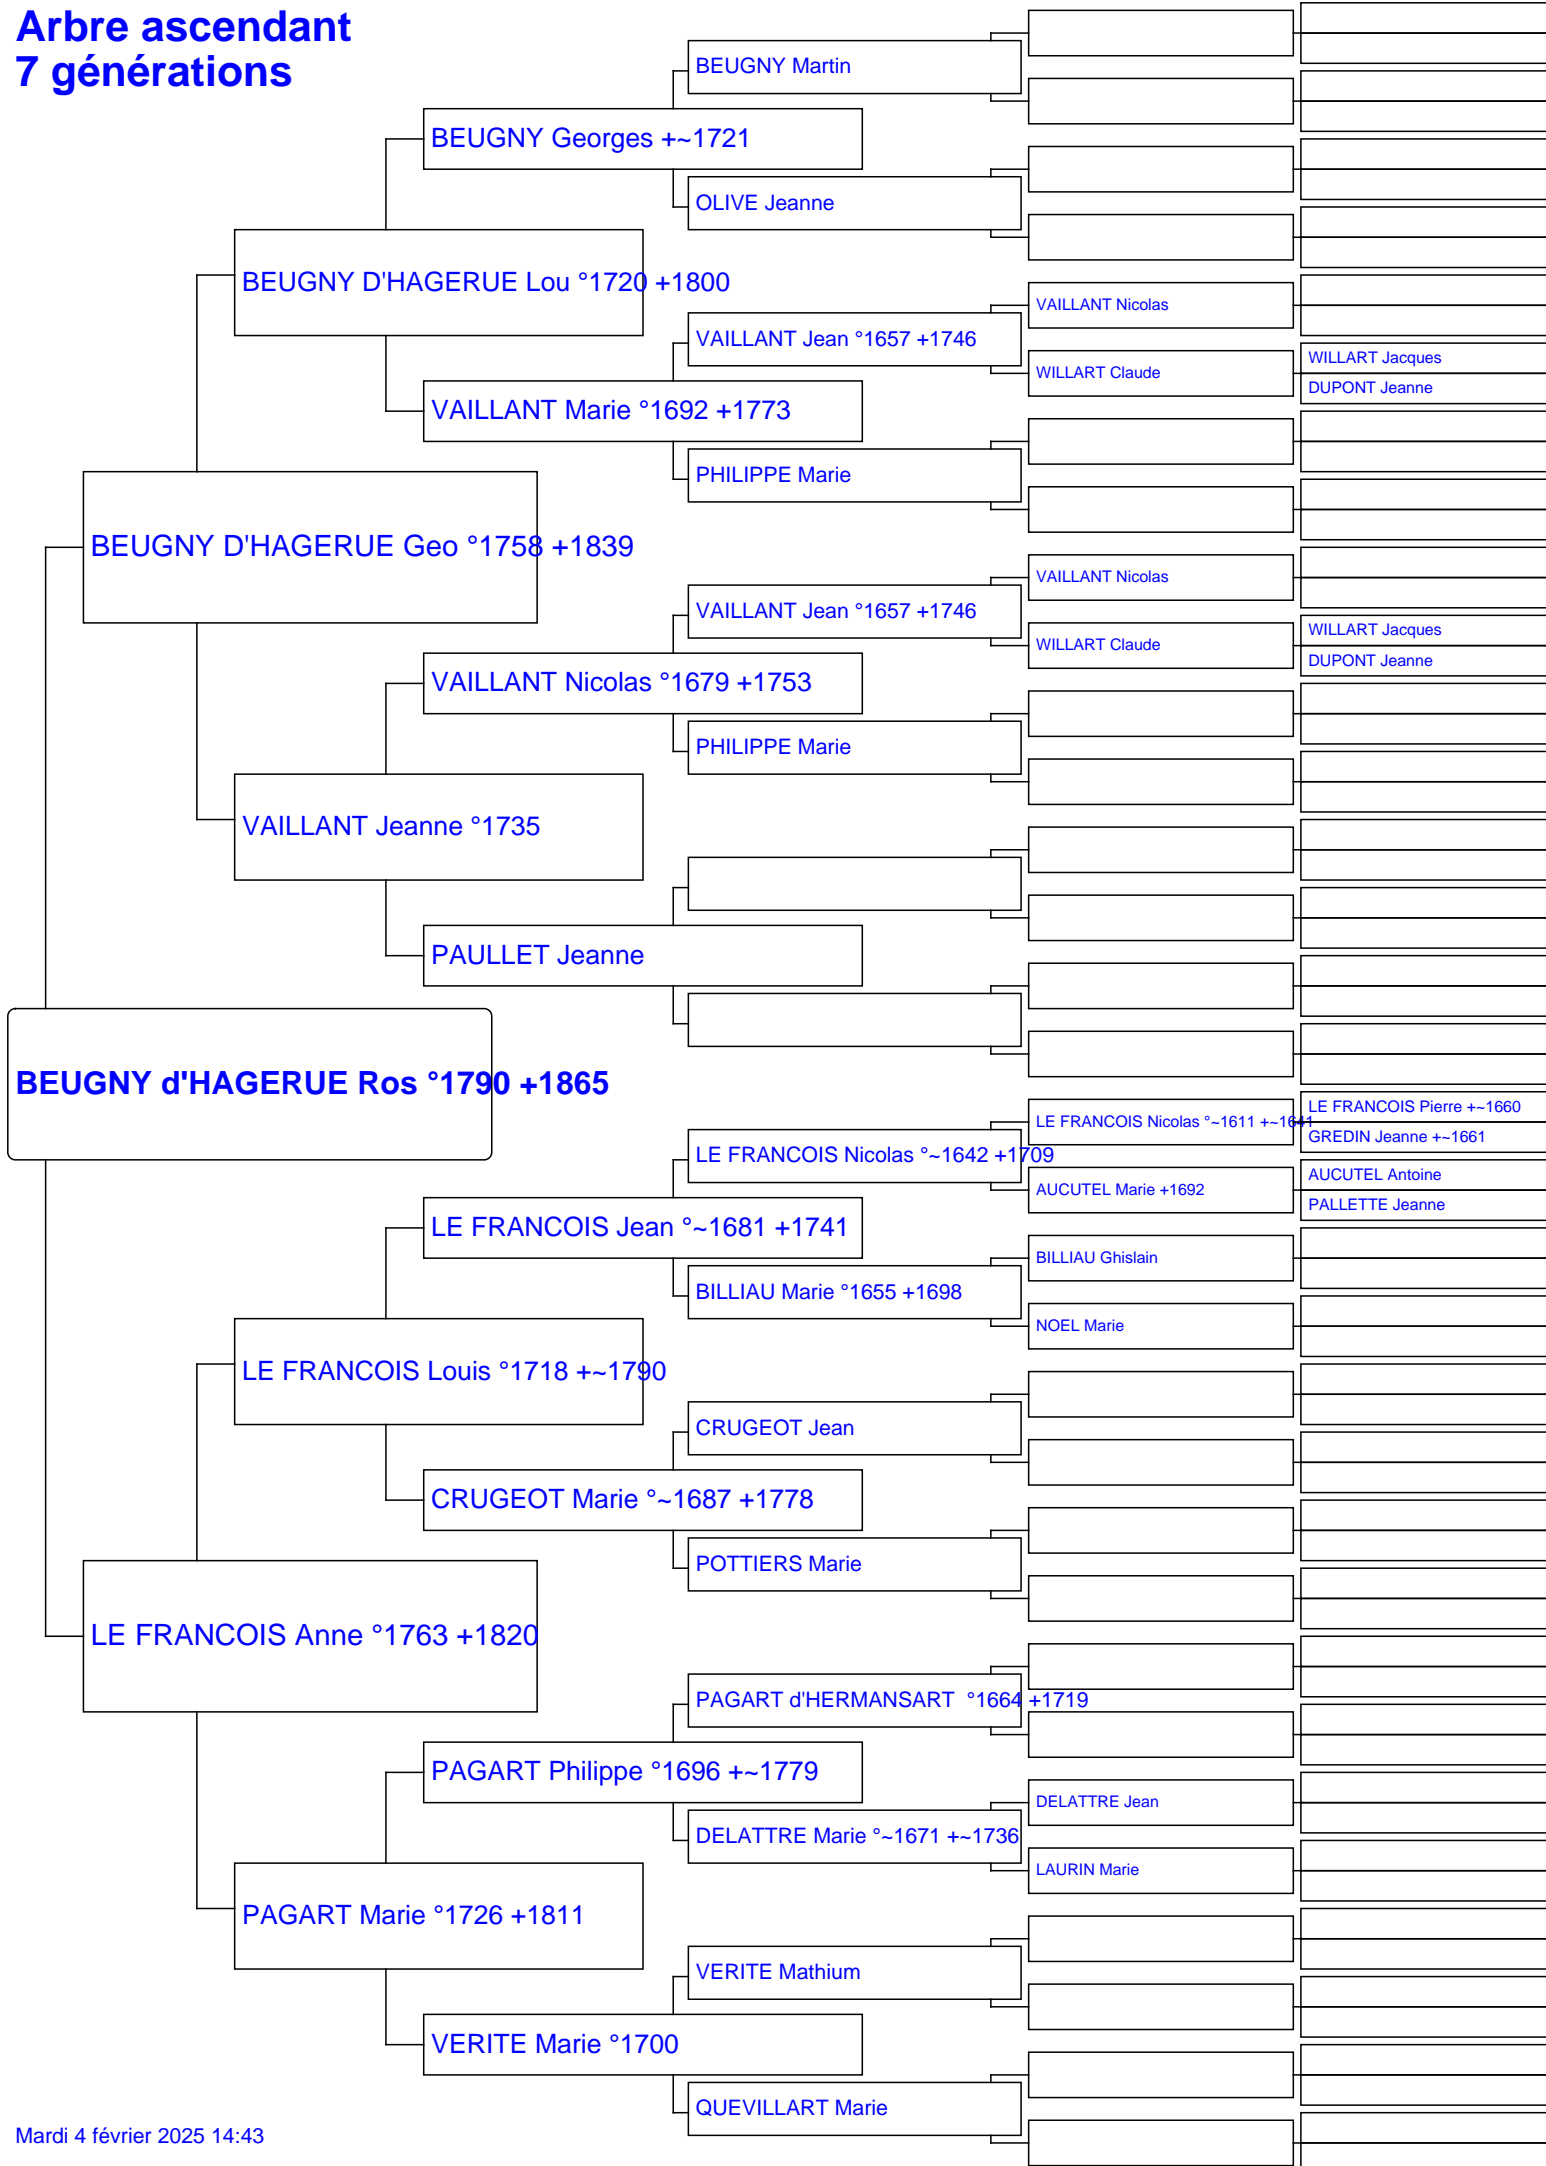 Arbre ascendant
7 générations
BEUGNY Martin
BEUGNY Georges +~1721
OLIVE Jeanne
BEUGNY D'HAGERUE Lou °1720 +1800
VAILLANT Nicolas
VAILLANT Jean °1657 +1746
WILLART Jacques
WILLART Claude
DUPONT Jeanne
VAILLANT Marie °1692 +1773
PHILIPPE Marie
BEUGNY D'HAGERUE Geo °1758 +1839
VAILLANT Nicolas
VAILLANT Jean °1657 +1746
WILLART Jacques
WILLART Claude
DUPONT Jeanne
VAILLANT Nicolas °1679 +1753
PHILIPPE Marie
VAILLANT Jeanne °1735
PAULLET Jeanne
BEUGNY d'HAGERUE Ros °1790 +1865
LE FRANCOIS Pierre +~1660
LE FRANCOIS Nicolas °~1611 +~1641
GREDIN Jeanne +~1661
LE FRANCOIS Nicolas °~1642 +1709
AUCUTEL Antoine
AUCUTEL Marie +1692
PALLETTE Jeanne
LE FRANCOIS Jean °~1681 +1741
BILLIAU Ghislain
BILLIAU Marie °1655 +1698
NOEL Marie
LE FRANCOIS Louis °1718 +~1790
CRUGEOT Jean
CRUGEOT Marie °~1687 +1778
POTTIERS Marie
LE FRANCOIS Anne °1763 +1820
PAGART d'HERMANSART  °1664 +1719
PAGART Philippe °1696 +~1779
DELATTRE Jean
DELATTRE Marie °~1671 +~1736
LAURIN Marie
PAGART Marie °1726 +1811
VERITE Mathium
VERITE Marie °1700
QUEVILLART Marie
Mardi 4 février 2025 14:43